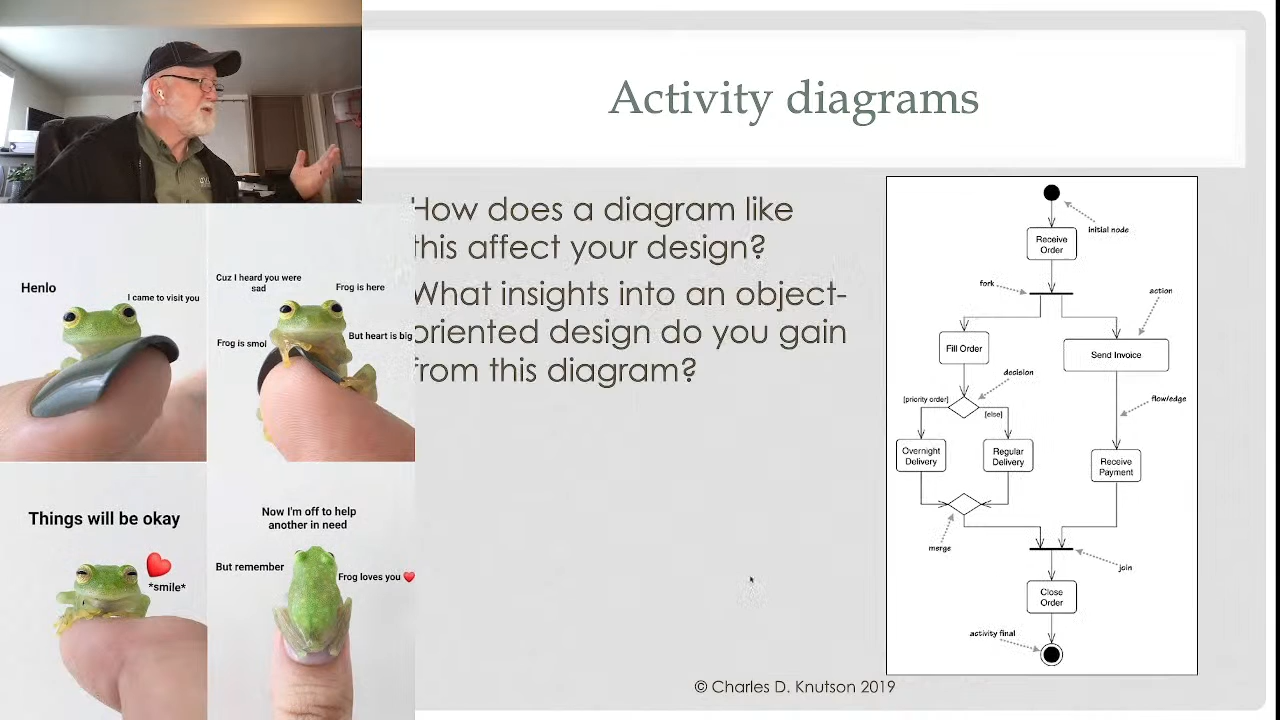 Activity diagrams
How does a diagram like
this affect your design?
What insights into an object-
oriented design do you gain
from this diagram?
Henlo
I came to visit you
Cuz I heard you were
sad
Frog is here
Frog is smol
But heart is big
Things will be okay
*smile*
Now I'm off to help
another in need
But remember
Frog loves you ❤️
initial node
Receive
Order
fork
action
Fill Order
Send Invoice
decision
[priority order]
[else]
flow/edge
Overnight
Delivery
Regular
Delivery
Receive
Payment
merge
join
Close
Order
activity final
© Charles D. Knutson 2019